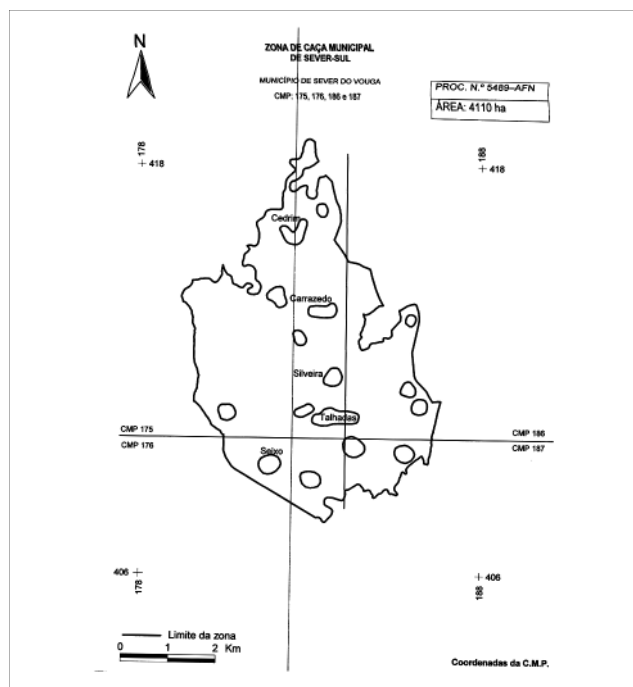 N
ZONA DE CAÇA MUNICIPAL
DE SEVER-SUL
MUNICÍPIO DE SEVER DO VOUGA
CMP: 175, 176, 186 e 187
PROC. N.º 5489-AFN
ÁREA: 4110 ha
178
418
188
418
Cedrim
Carrazedo
Silveira
Talhadas
CMP 175
CMP 186
CMP 176
CMP 187
Seixo
406
178
406
188
Limite da zona
0 1 2 Km
Coordenadas da C.M.P.